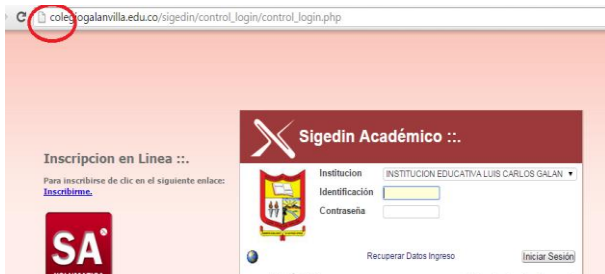 colegiogalanvilla.edu.co/sigedin/control_login/control_login.php
Sigedin Académico ::.
Inscripcion en Linea ::.
Para inscribirse de clic en el siguiente enlace:
Inscribirme.
Institucion INSTITUCION EDUCATIVA LUIS CARLOS GALAN
Identificación
Contraseña
Recuperar Datos Ingreso Iniciar Sesión
SA